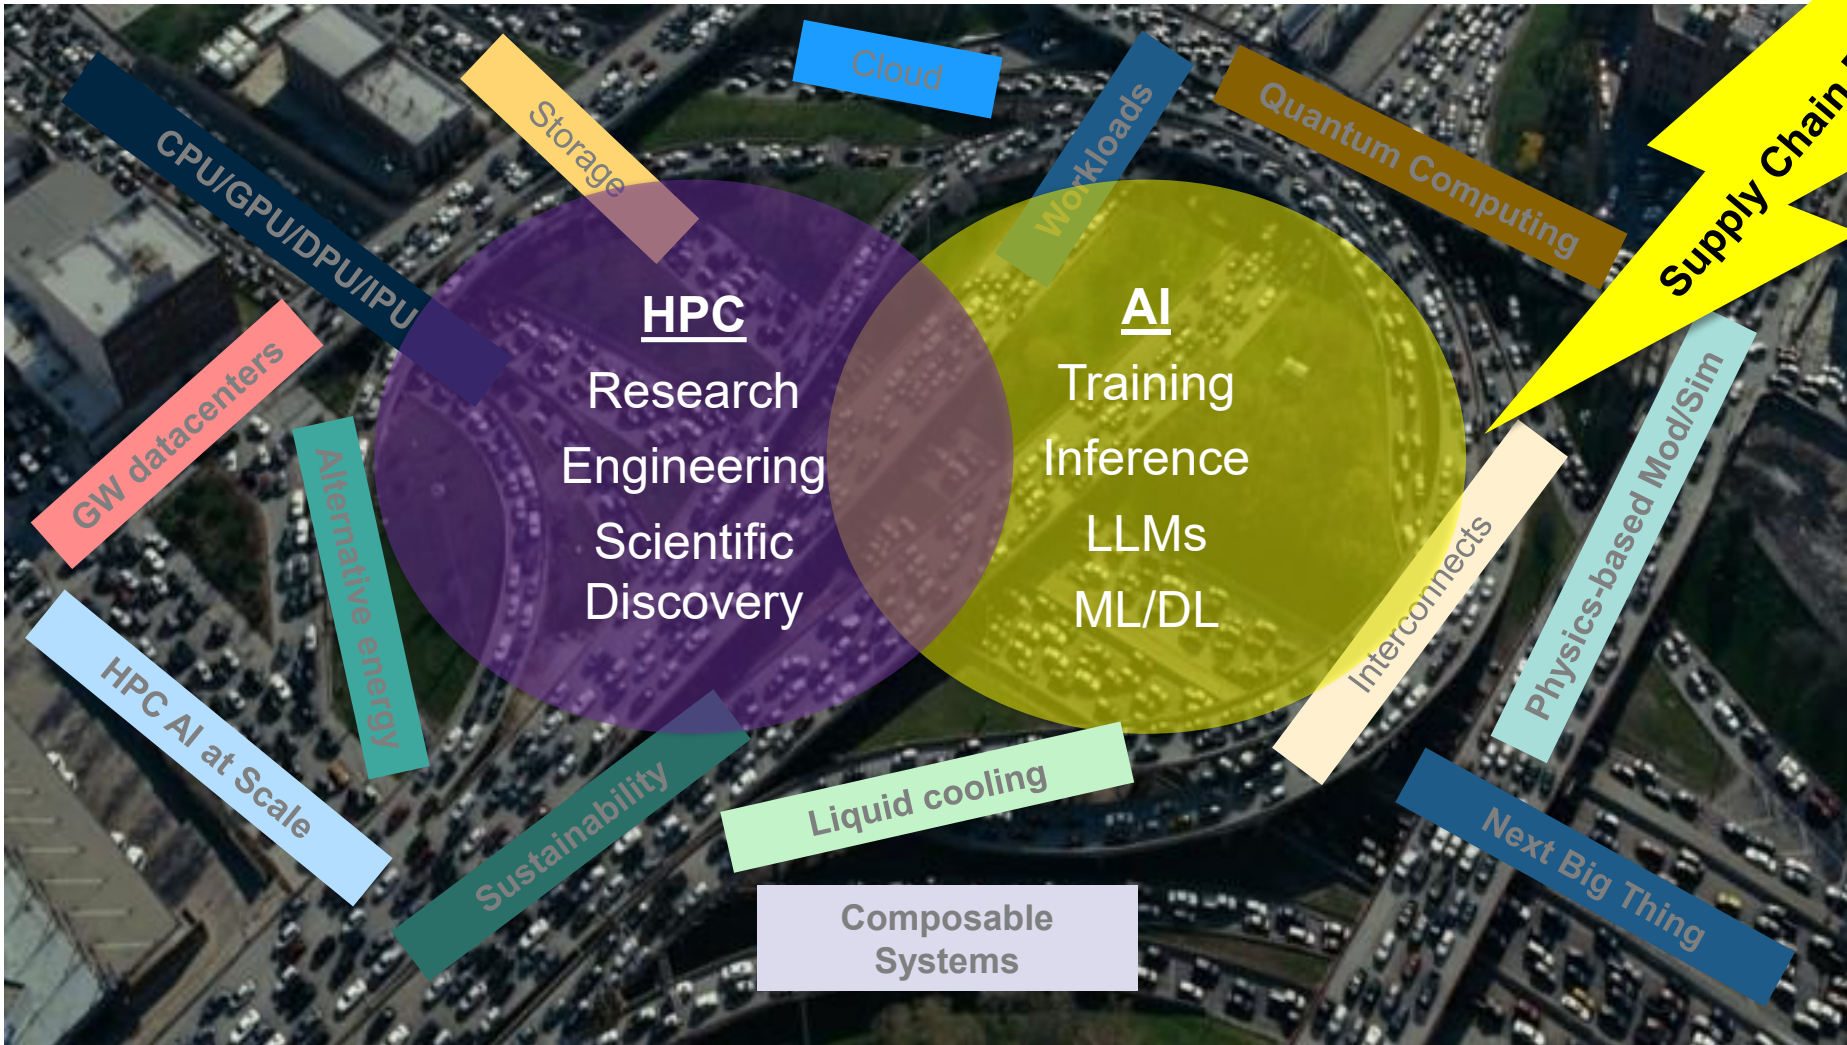 Cloud
Storage
Workloads
Quantum Computing
CPU/GPU/DPU/IPU
Supply Chain
GW datacenters
Alternative energy
HPC
Research
Engineering
Scientific
Discovery
AI
Training
Inference
LLMs
ML/DL
Interconnects
Physics-based Mod/Sim
HPC AI at Scale
Sustainability
Liquid cooling
Next Big Thing
Composable
Systems